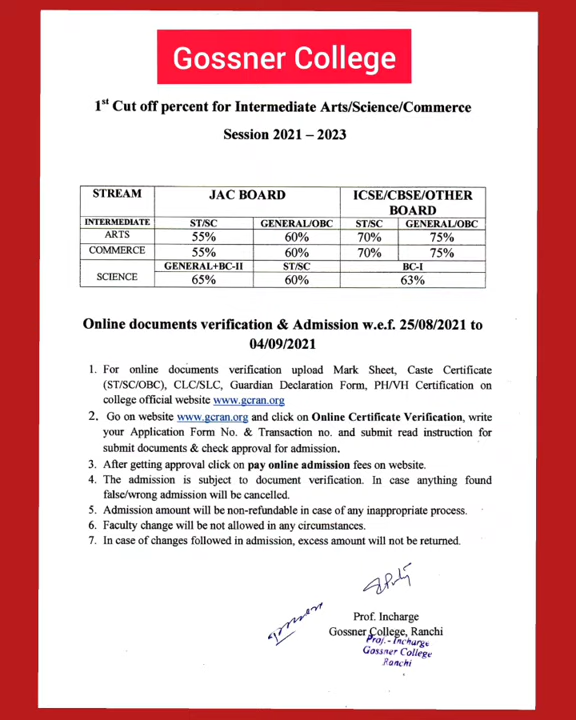 Gossner College
1st Cut off percent for Intermediate Arts/Science/Commerce
Session 2021 – 2023
STREAM JAC BOARD ICSE/CBSE/OTHER BOARD
INTERMEDIATE ST/SC GENERAL/OBC ST/SC GENERAL/OBC
ARTS 55% 60% 70% 75%
COMMERCE 55% 60% 70% 75%
SCIENCE GENERAL+BC-II ST/SC BC-I
65% 60% 63%
Online documents verification & Admission w.e.f. 25/08/2021 to
04/09/2021
1. For online documents verification upload Mark Sheet, Caste Certificate
(ST/SC/OBC), CLC/SLC, Guardian Declaration Form, PH/VH Certification on
college official website www.gcran.org
2. Go on website www.gcran.org and click on Online Certificate Verification, write
your Application Form No. & Transaction no. and submit read instruction for
submit documents & check approval for admission.
3. After getting approval click on pay online admission fees on website.
4. The admission is subject to document verification. In case anything found
false/wrong admission will be cancelled.
5. Admission amount will be non-refundable in case of any inappropriate process.
6. Faculty change will be not allowed in any circumstances.
7. In case of changes followed in admission, excess amount will not be returned.
Prof. Incharge
Gossner College, Ranchi
Prof.-Incharge
Gossner College
Ranchi